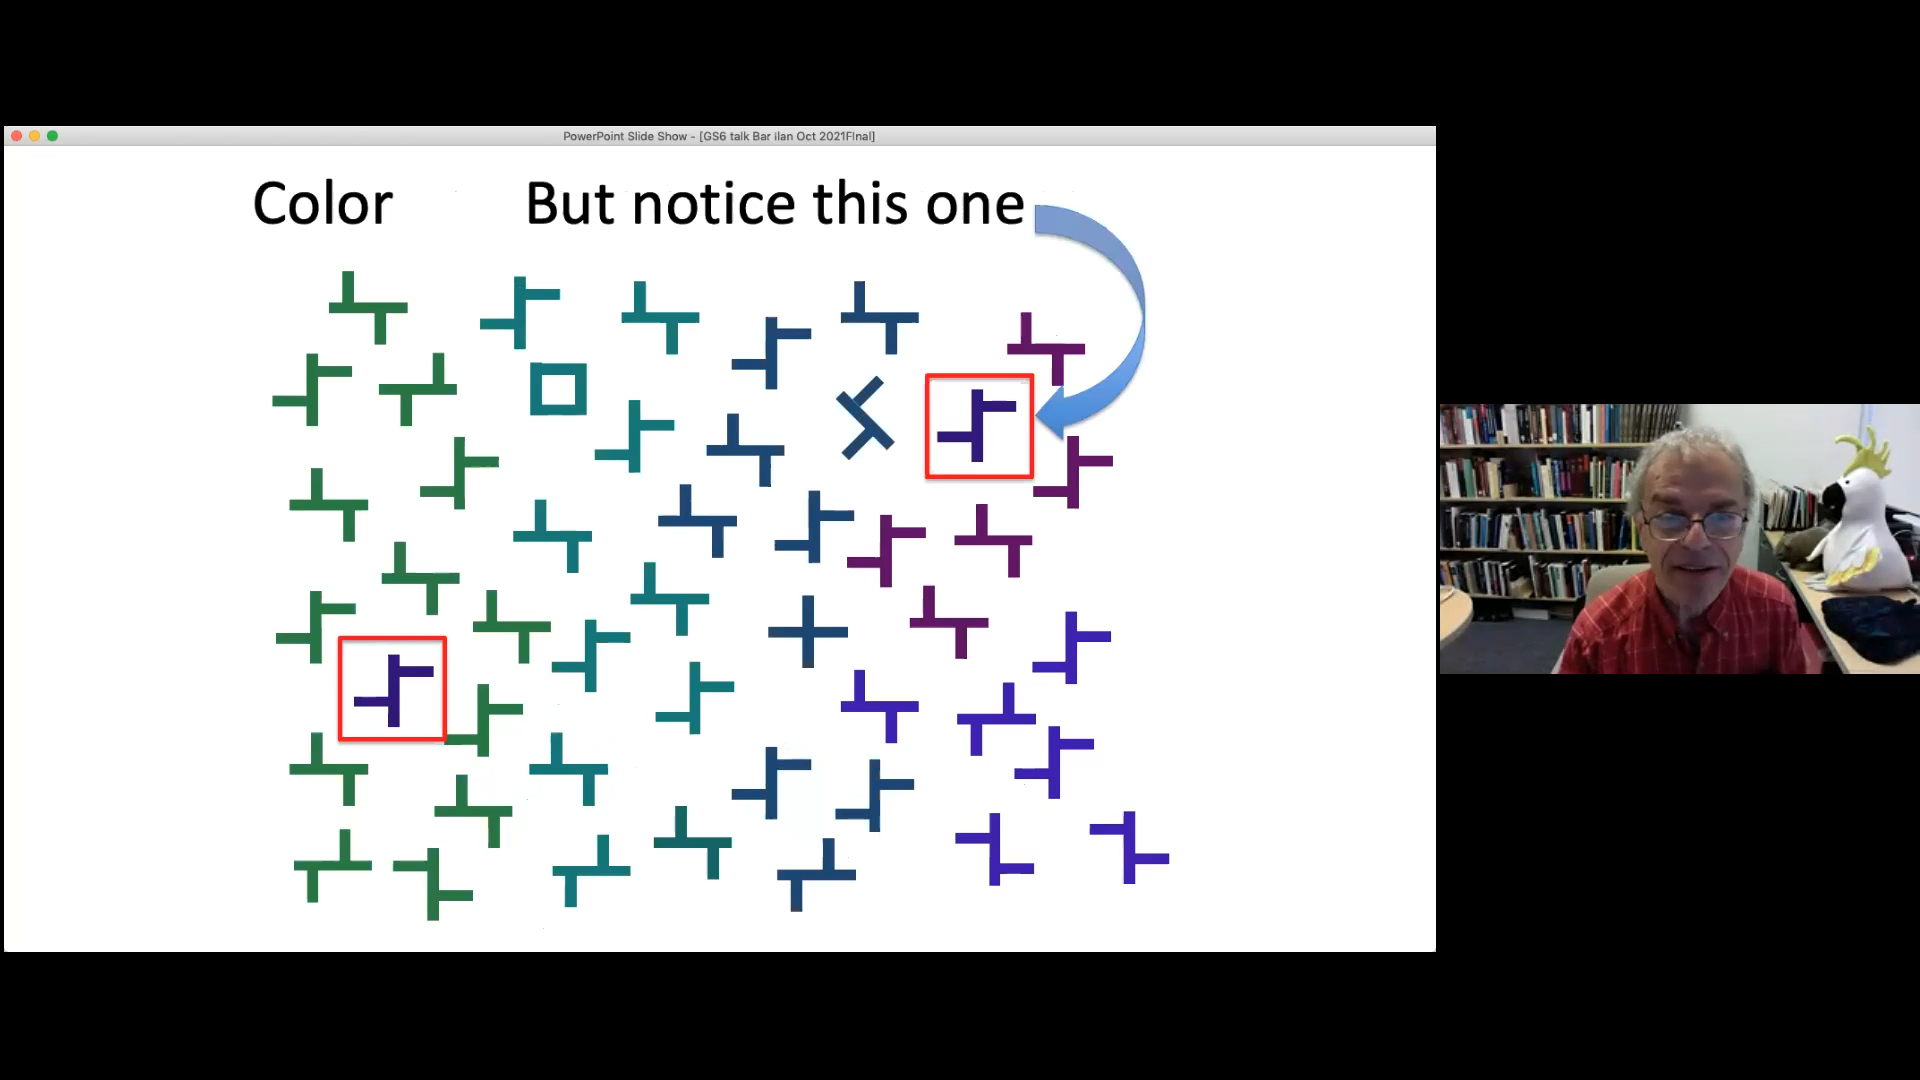 PowerPoint Slide Show - [GS6 talk Bar ilan Oct 2021FInal]
Color But notice this one